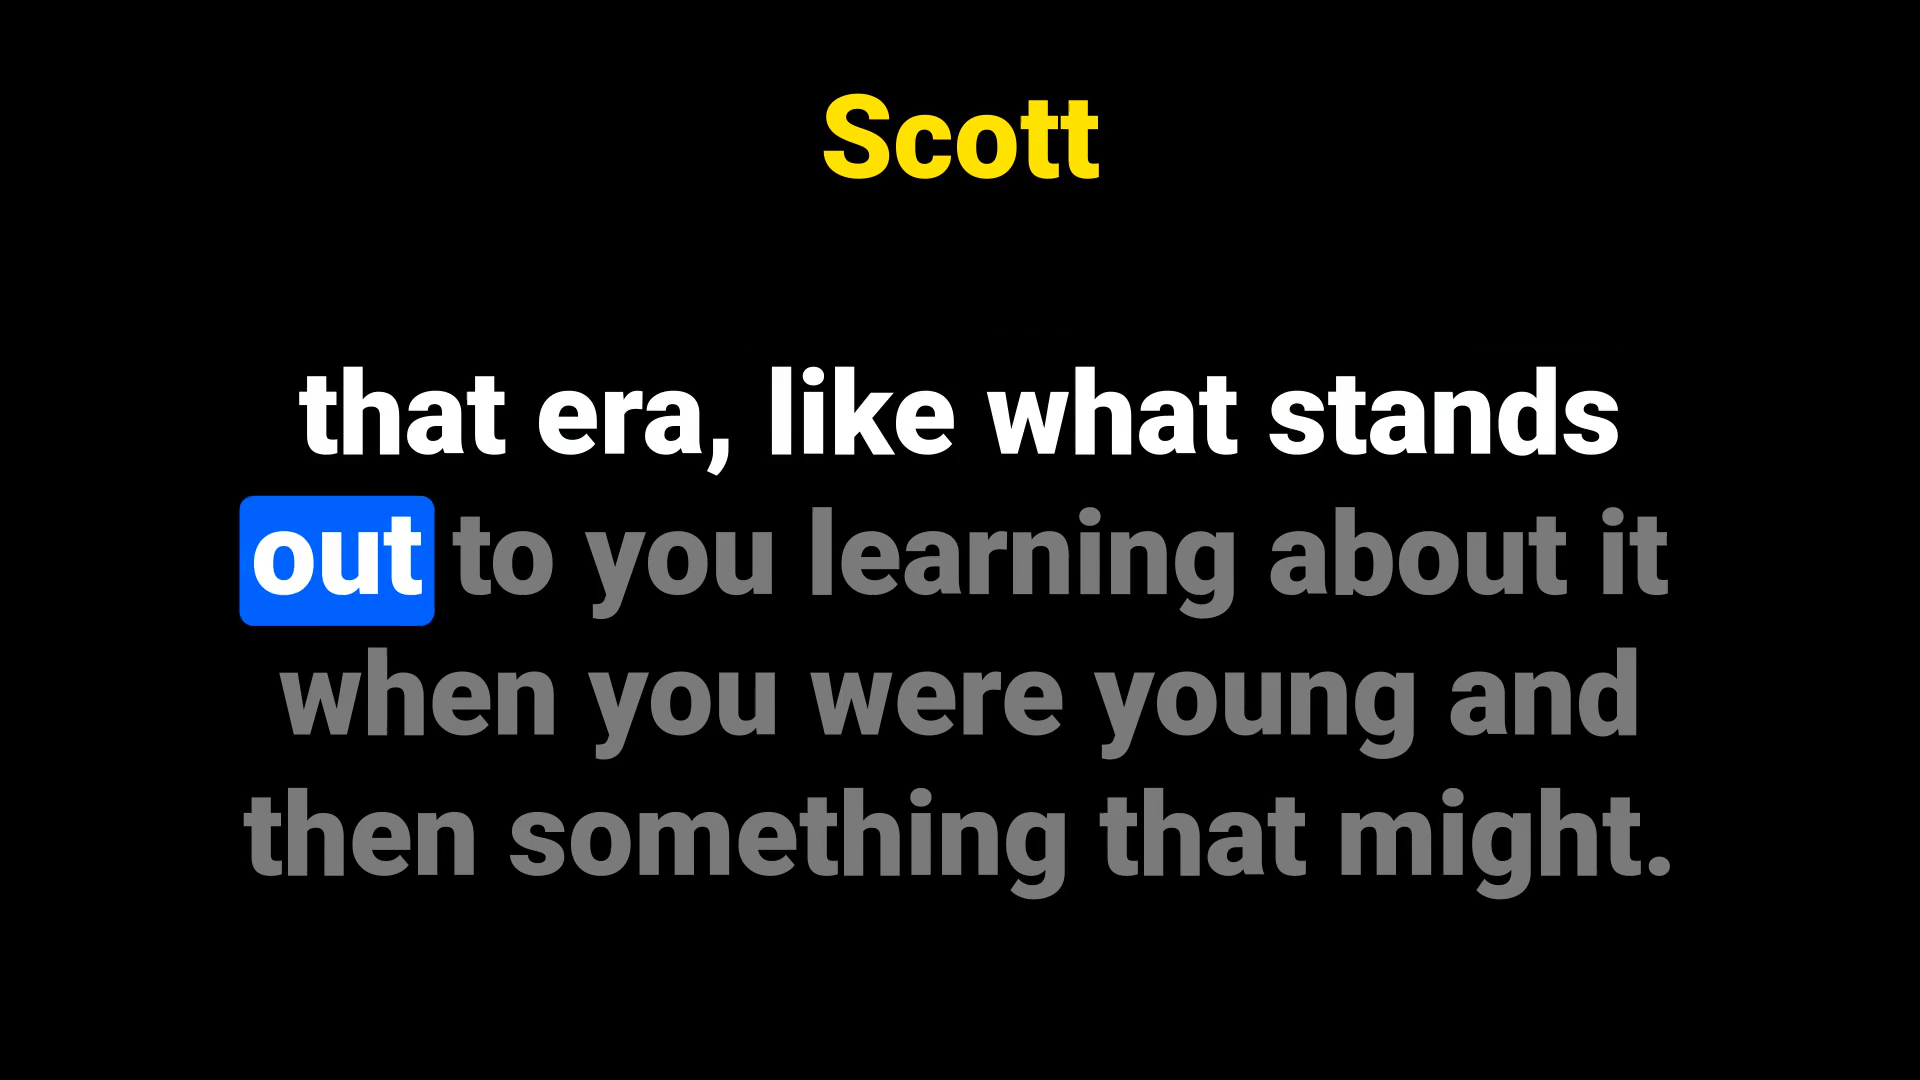 Scott
that era, like what stands
out to you learning about it
when you were young and
then something that might.